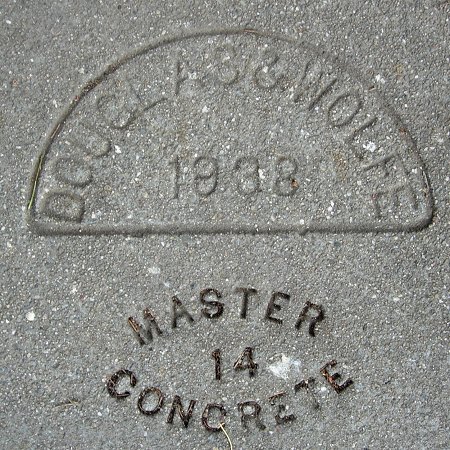 DOUGLAS & WOLFE
1938
MASTER
14
CONCRETE